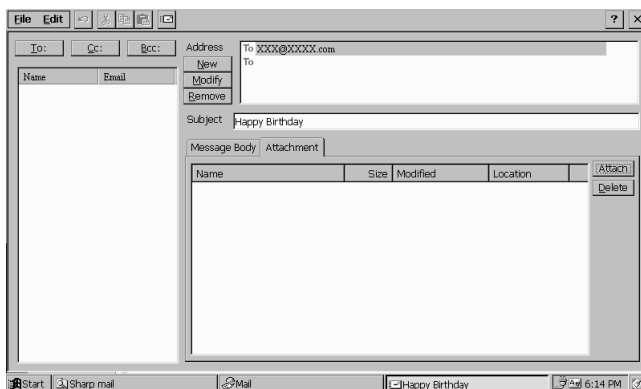 File Edit ? X
To: Cc: Bcc:
Name Email
Address
New
Modify
Remove
To XXX@XXXX.com
To
Subject Happy Birthday
Message Body Attachment
Name Size Modified Location
Attach
Delete
Start Sharp mail Mail Happy Birthday 6:14 PM